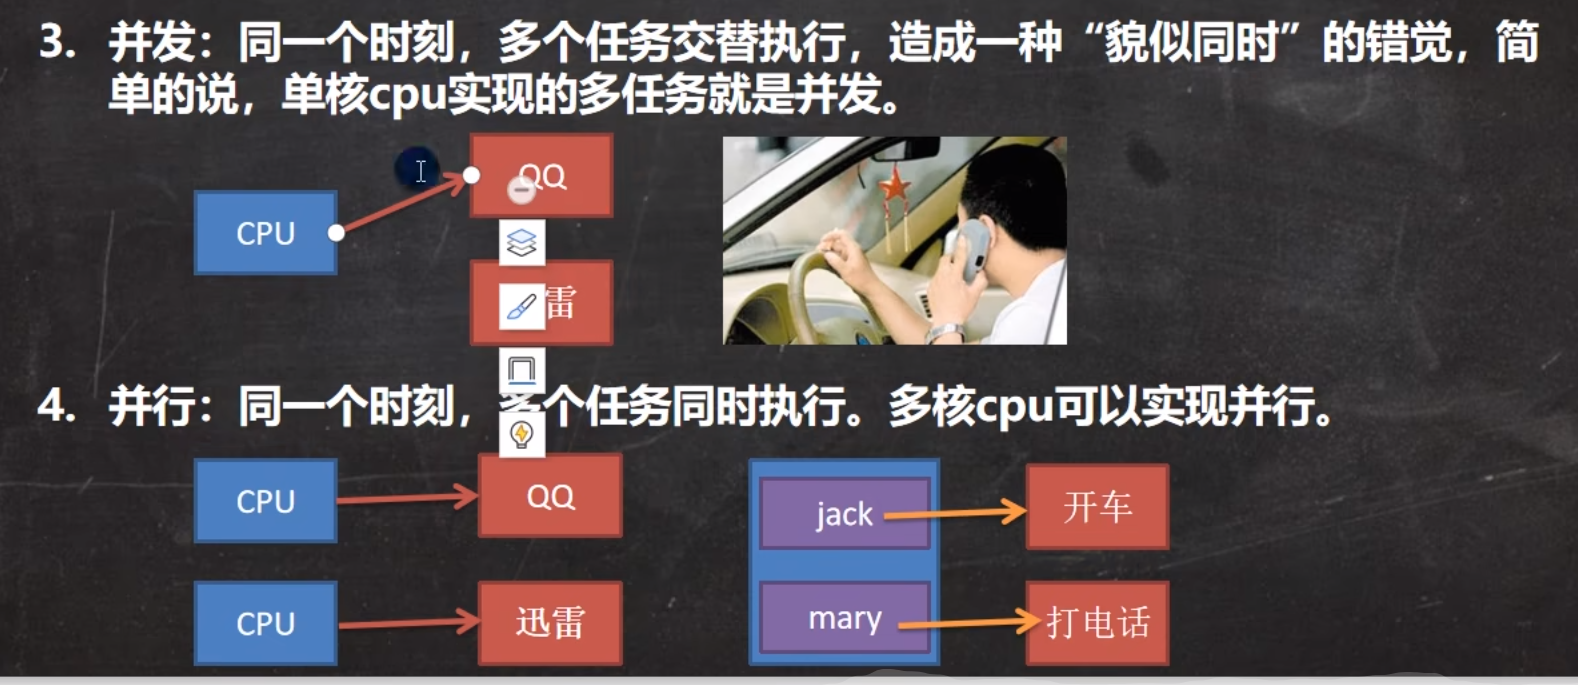 3. 并发：同一个时刻，多个任务交替执行，造成一种“貌似同时”的错觉，简
单的说，单核cpu实现的多任务就是并发。
QQ
CPU
雷
4. 并行：同一个时刻，多个任务同时执行。多核cpu可以实现并行。
CPU
QQ
jack
开车
CPU
迅雷
mary
打电话